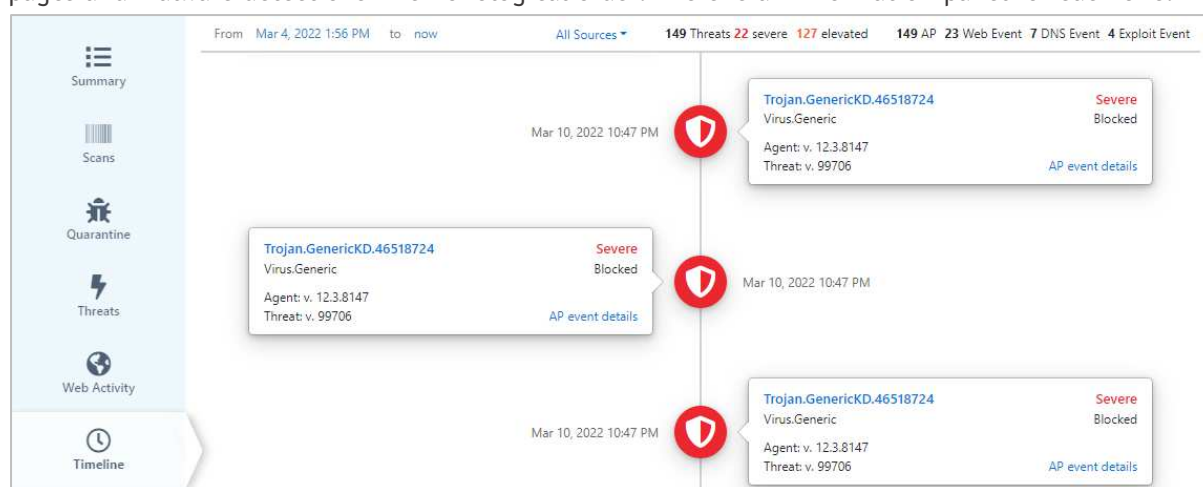 From Mar 4, 2022 1:56 PM to now All Sources 149 Threats 22 severe 127 elevated 149 AP 23 Web Event 7 DNS Event 4 Exploit Event
Summary
Scans
Quarantine
Threats
Web Activity
Timeline
Mar 10, 2022 10:47 PM
Trojan.GenericKD.46518724 Severe
Virus.Generic Blocked
Agent: v. 12.3.8147
Threat: v. 99706 AP event details
Trojan.GenericKD.46518724 Severe
Virus.Generic Blocked
Agent: v. 12.3.8147
Threat: v. 99706 AP event details
Mar 10, 2022 10:47 PM
Mar 10, 2022 10:47 PM
Trojan.GenericKD.46518724 Severe
Virus.Generic Blocked
Agent: v. 12.3.8147
Threat: v. 99706 AP event details